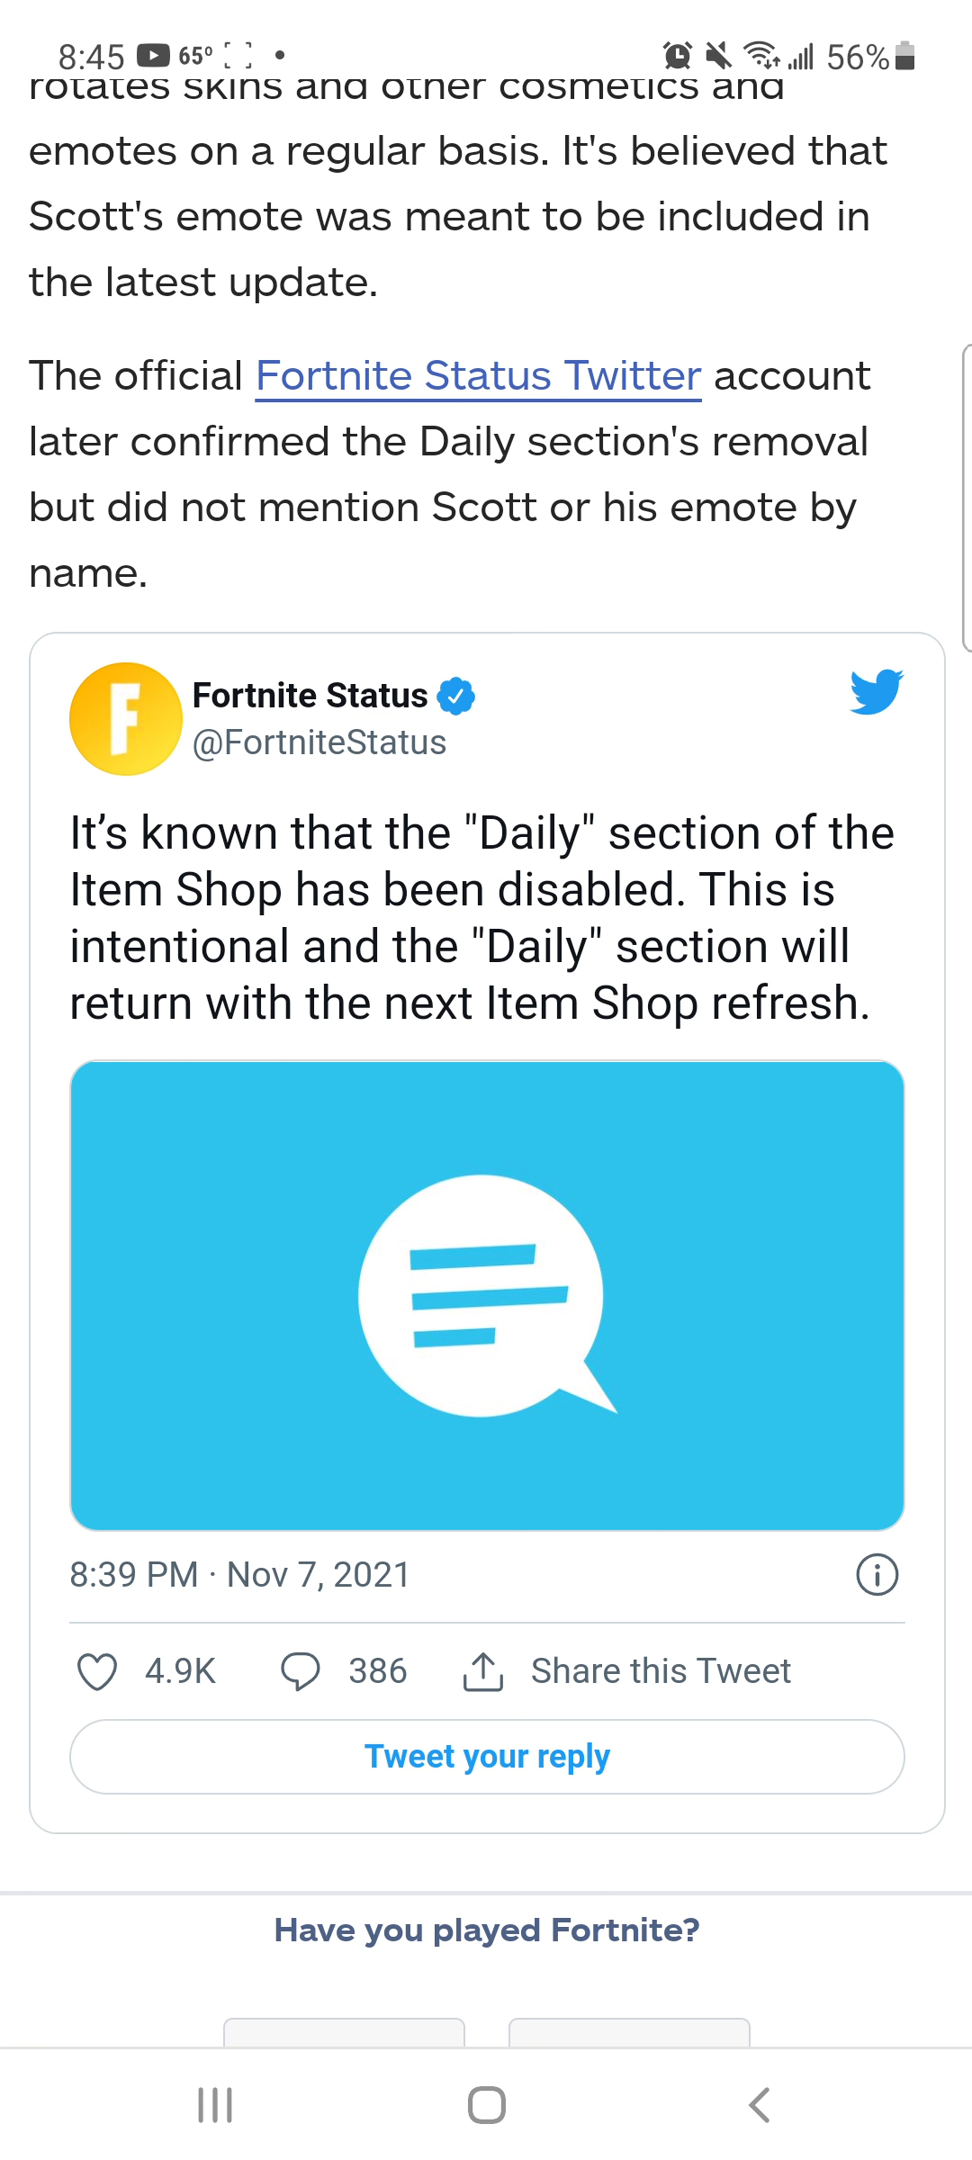 8:45 65° 56%
rotates skins and other cosmetics and
emotes on a regular basis. It's believed that
Scott's emote was meant to be included in
the latest update.
The official Fortnite Status Twitter account
later confirmed the Daily section's removal
but did not mention Scott or his emote by
name.
F
Fortnite Status
@FortniteStatus
It’s known that the "Daily" section of the
Item Shop has been disabled. This is
intentional and the "Daily" section will
return with the next Item Shop refresh.
8:39 PM · Nov 7, 2021
4.9K 386 Share this Tweet
Tweet your reply
Have you played Fortnite?